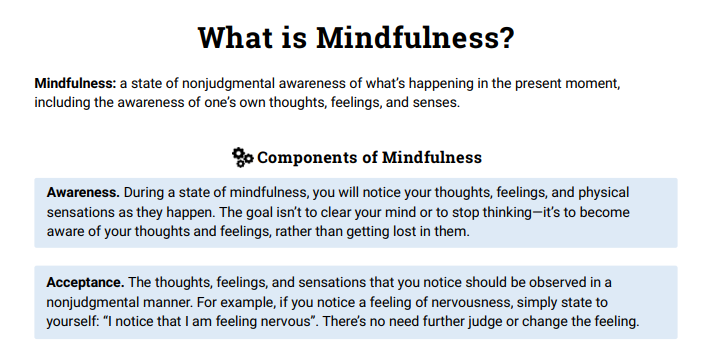 What is Mindfulness?
Mindfulness: a state of nonjudgmental awareness of what’s happening in the present moment,
including the awareness of one’s own thoughts, feelings, and senses.
Components of Mindfulness
Awareness. During a state of mindfulness, you will notice your thoughts, feelings, and physical
sensations as they happen. The goal isn’t to clear your mind or to stop thinking—it’s to become
aware of your thoughts and feelings, rather than getting lost in them.
Acceptance. The thoughts, feelings, and sensations that you notice should be observed in a
nonjudgmental manner. For example, if you notice a feeling of nervousness, simply state to
yourself: “I notice that I am feeling nervous”. There’s no need further judge or change the feeling.